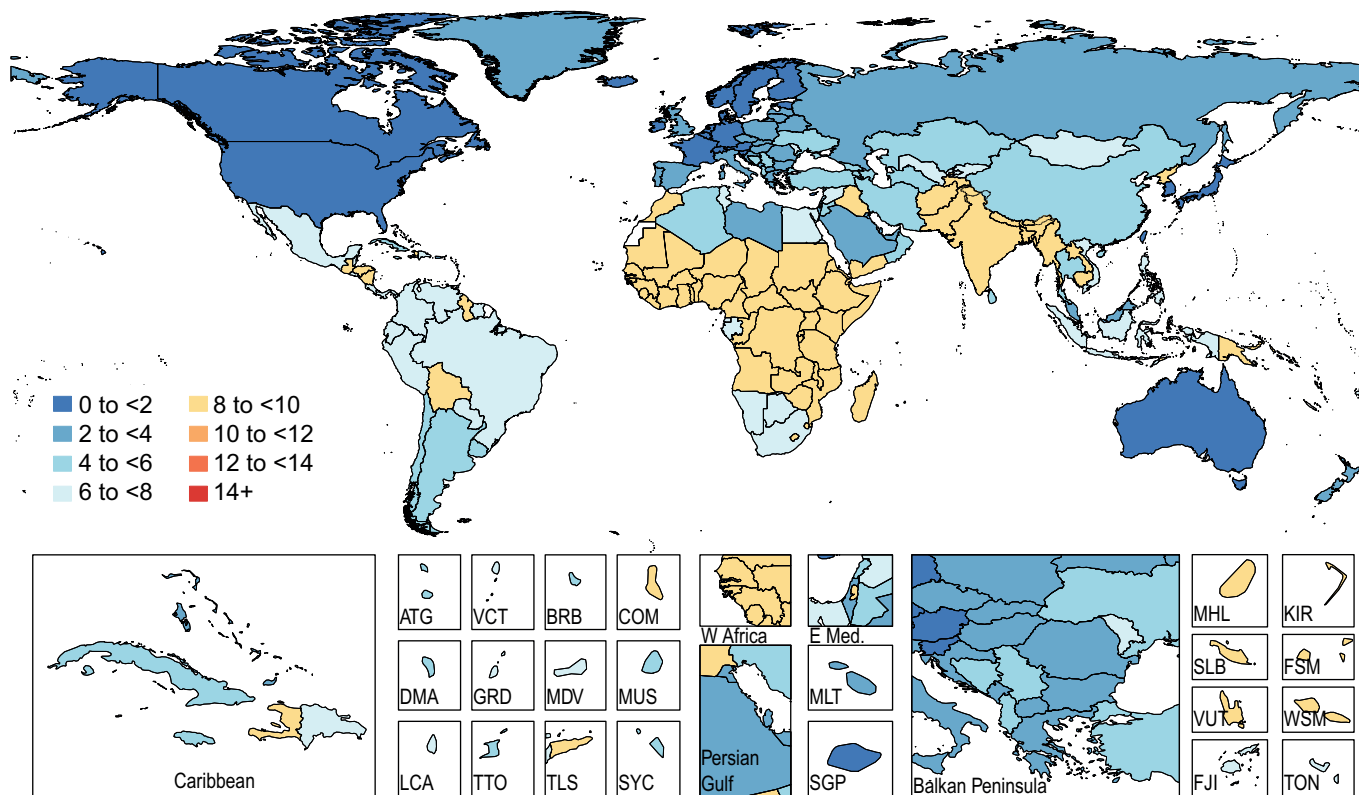 0 to <2
2 to <4
4 to <6
6 to <8
8 to <10
10 to <12
12 to <14
14+
Caribbean
ATG
VCT
BRB
COM
DMA
GRD
MDV
MUS
LCA
TTO
TLS
SYC
W Africa
E Med.
Persian
Gulf
MLT
SGP
Balkan Peninsula
MHL
KIR
SLB
FSM
VUT
WSM
FJI
TON